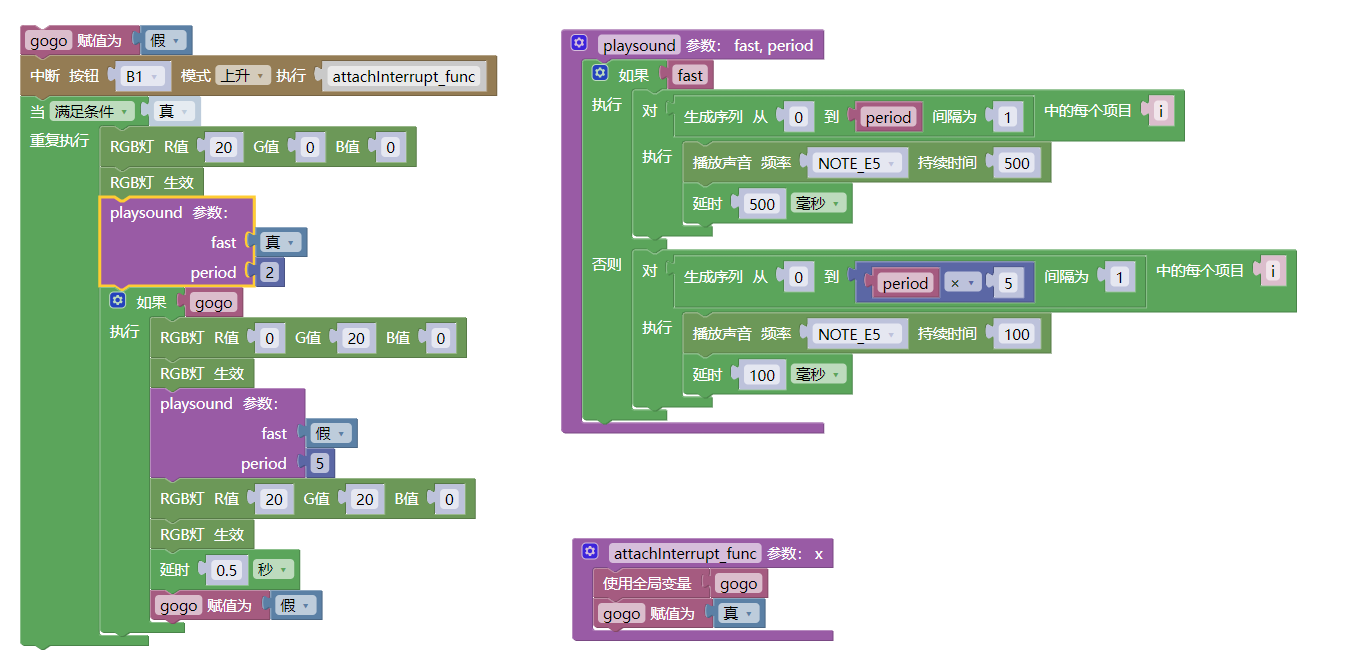 gogo 赋值为 假
中断 按钮 B1 模式 上升 执行 attachInterrupt_func
当 满足条件 真
重复执行 RGB灯 R值 20 G值 0 B值 0
RGB灯 生效
playsound 参数:
fast 真
period 2
如果 gogo
执行 RGB灯 R值 0 G值 20 B值 0
RGB灯 生效
playsound 参数:
fast 假
period 5
RGB灯 R值 20 G值 20 B值 0
RGB灯 生效
延时 0.5 秒
gogo 赋值为 假
playsound 参数: fast, period
如果 fast
执行 对 生成序列 从 0 到 period 间隔为 1 中的每个项目 i
执行 播放声音 频率 NOTE_E5 持续时间 500
延时 500 毫秒
否则 对 生成序列 从 0 到 period × 5 间隔为 1 中的每个项目 i
执行 播放声音 频率 NOTE_E5 持续时间 100
延时 100 毫秒
attachInterrupt_func 参数: x
使用全局变量 gogo
gogo 赋值为 真